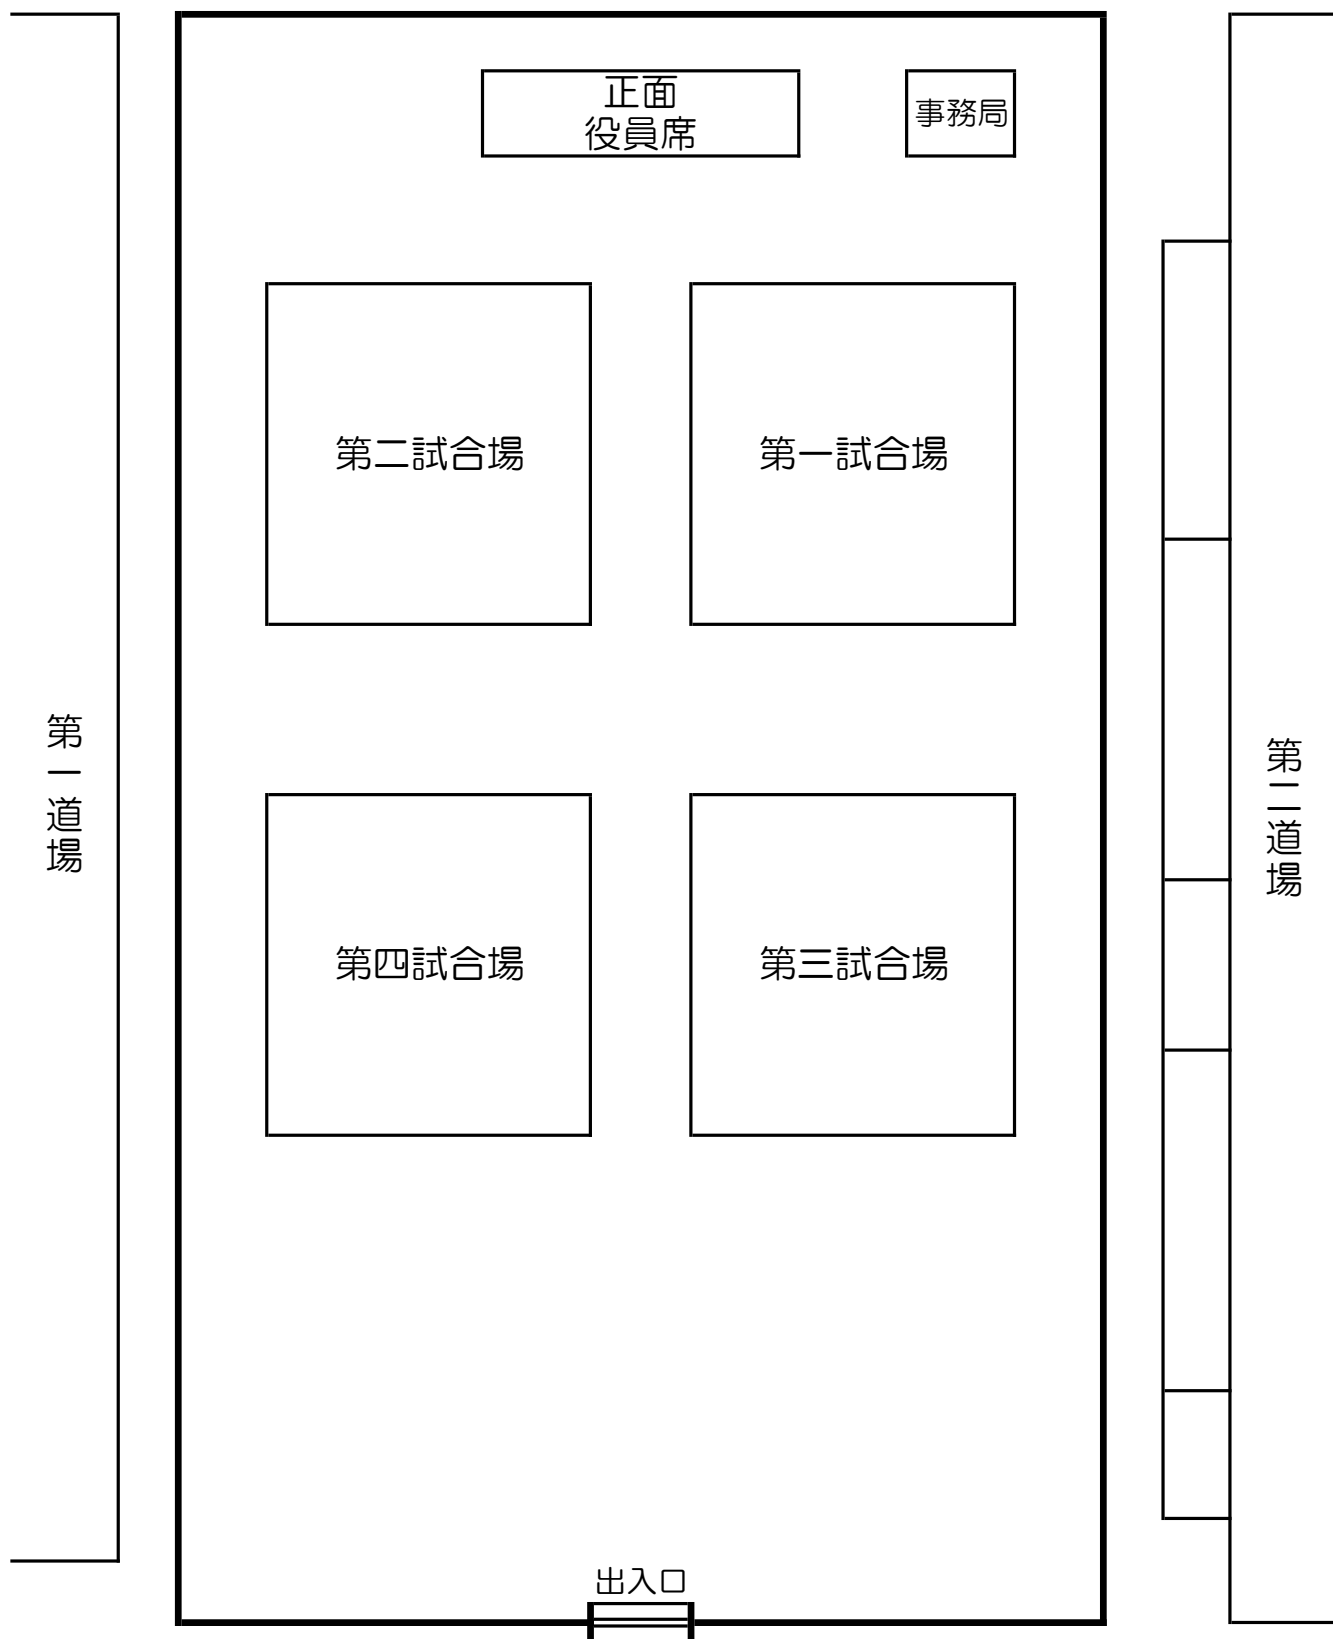 正面
役員席
事務局
第二試合場
第一試合場
第一道場
第二道場
第四試合場
第三試合場
出入口